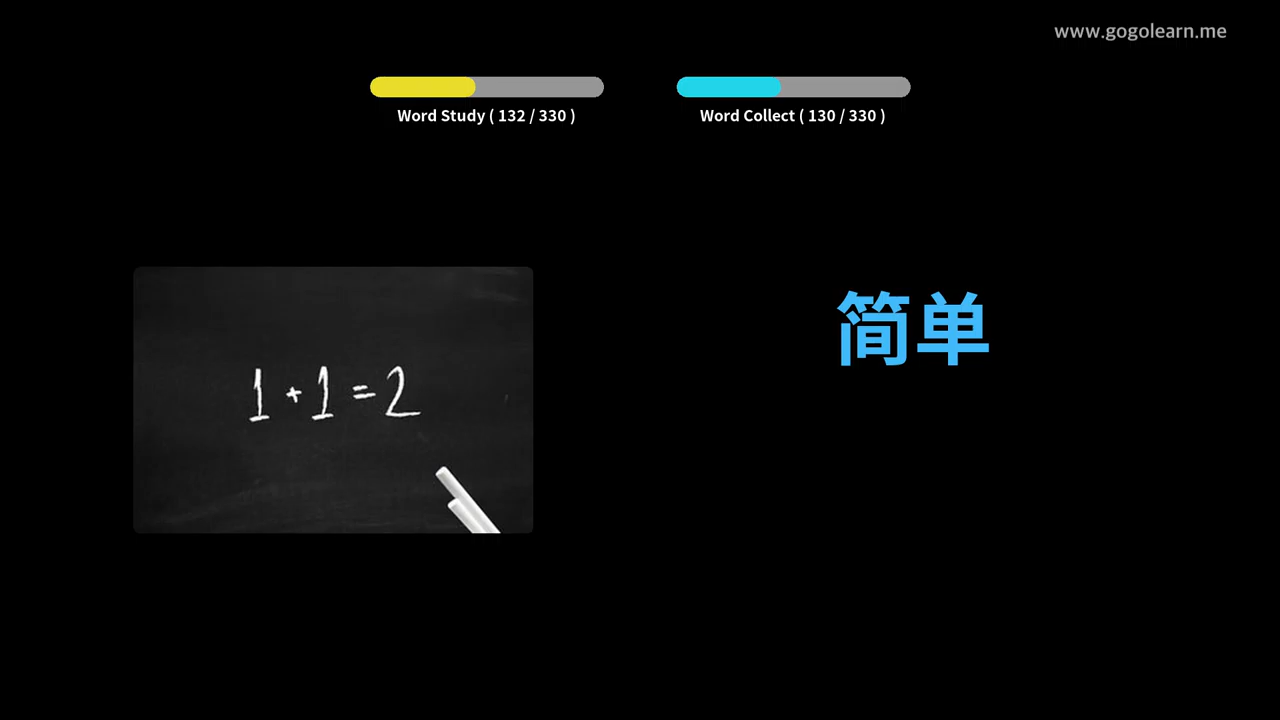 www.gogolearn.me
Word Study ( 132 / 330 )
Word Collect ( 130 / 330 )
简单
1 + 1 = 2